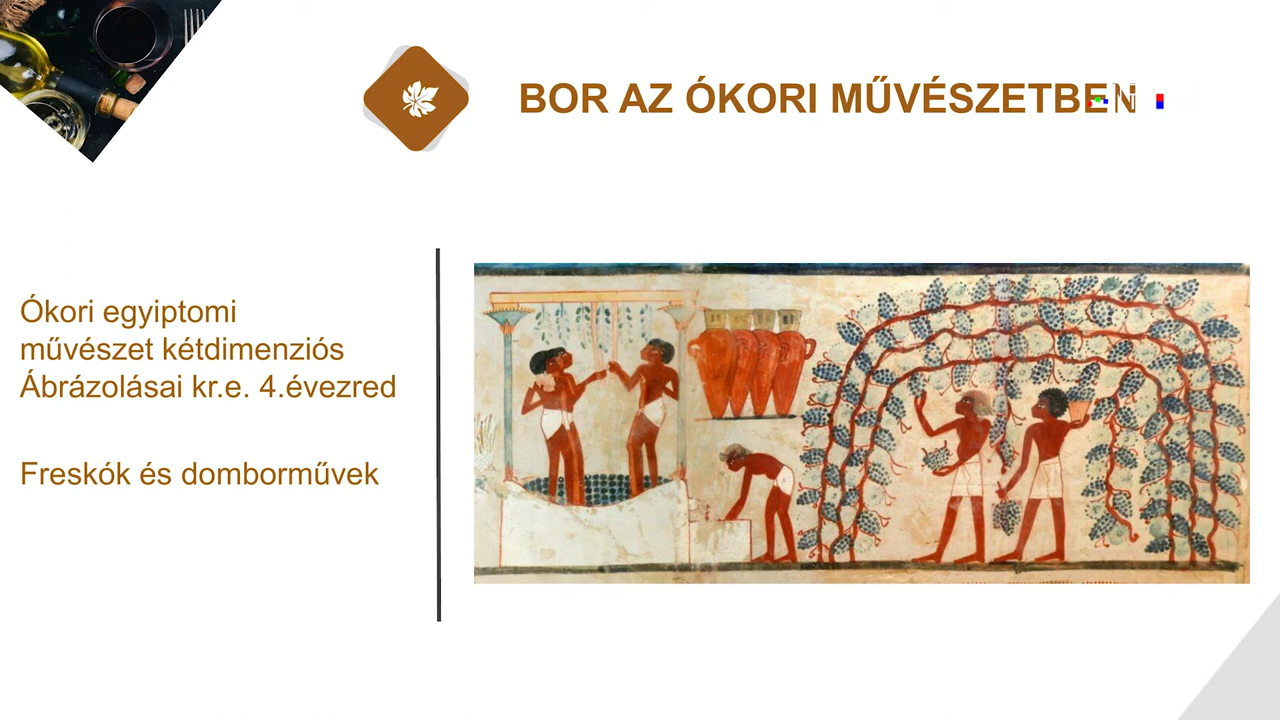 BOR AZ ÓKORI MŰVÉSZETBEN
Ókori egyiptomi
művészet kétdimenziós
Ábrázolásai kr.e. 4.évezred
Freskók és domborművek